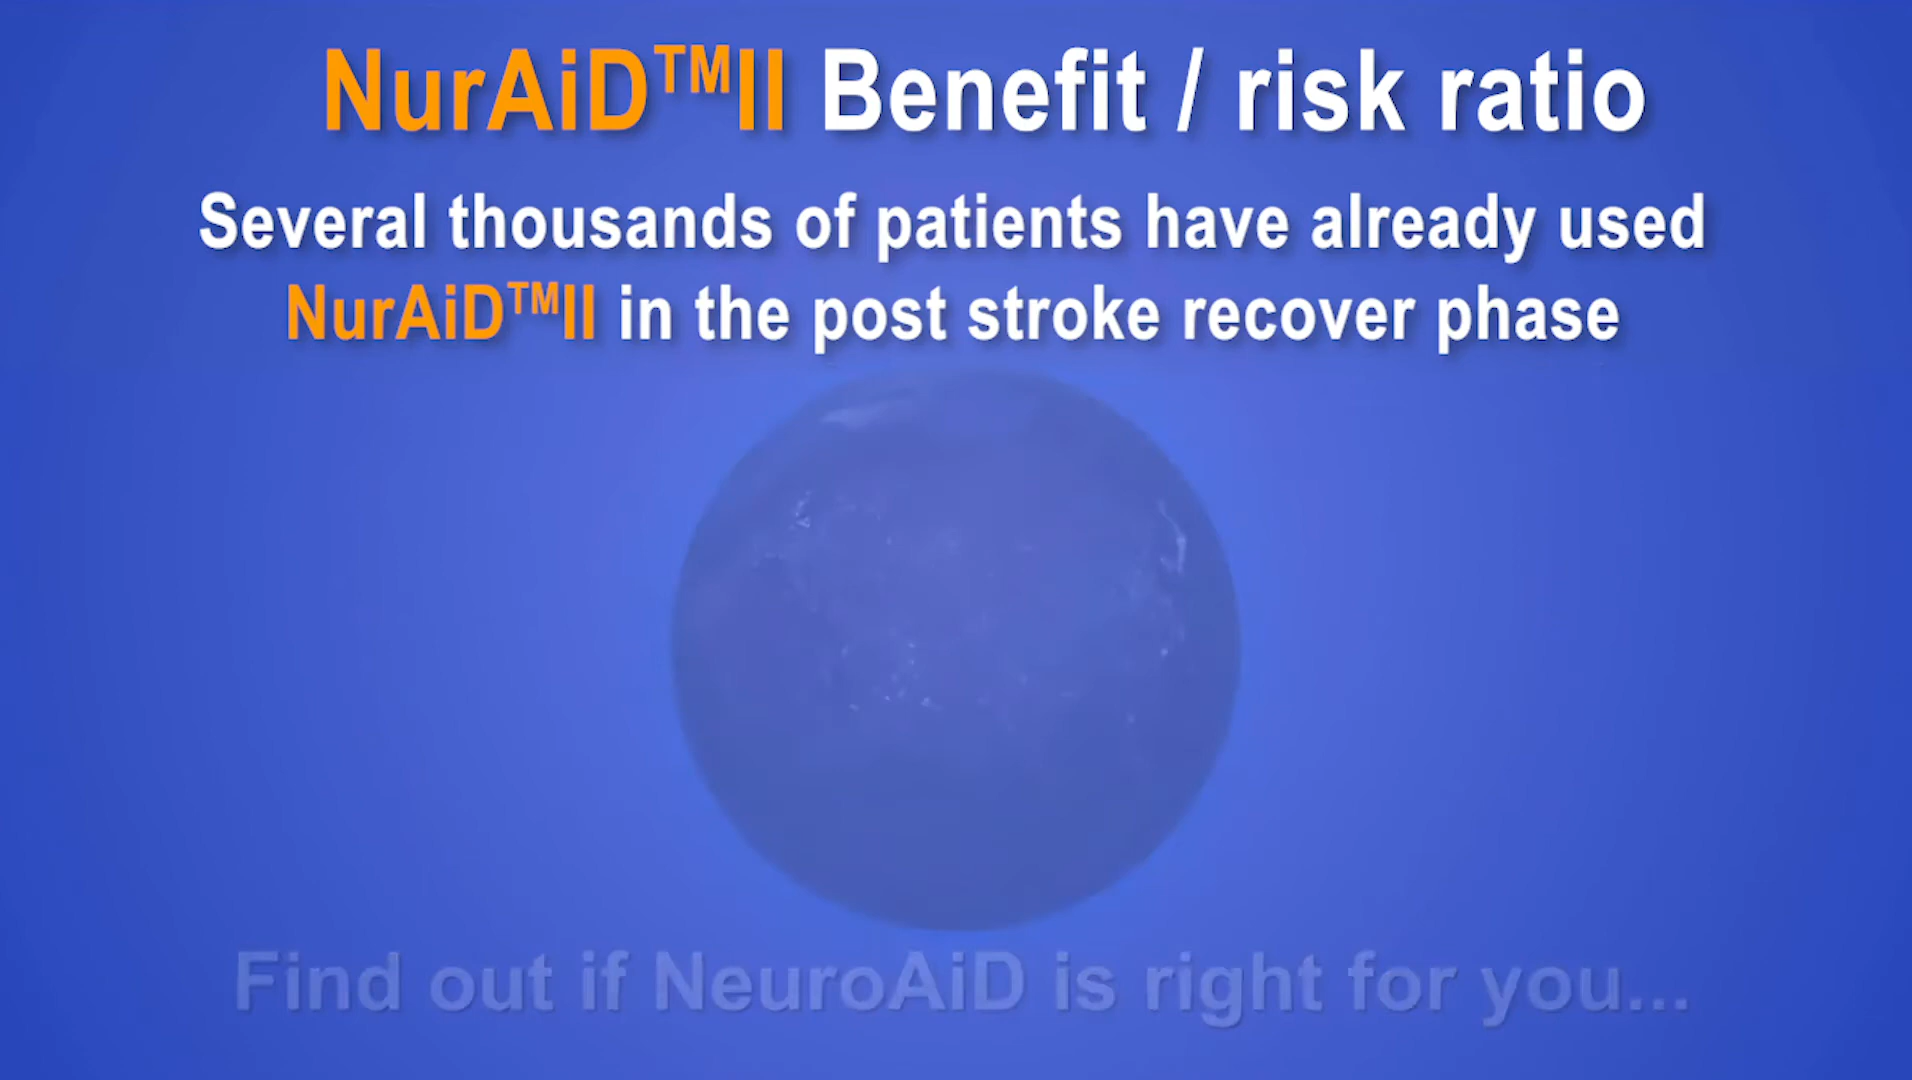 NurAiD™II Benefit / risk ratio
Several thousands of patients have already used
NurAiD™II in the post stroke recover phase
Find out if NeuroAiD is right for you...